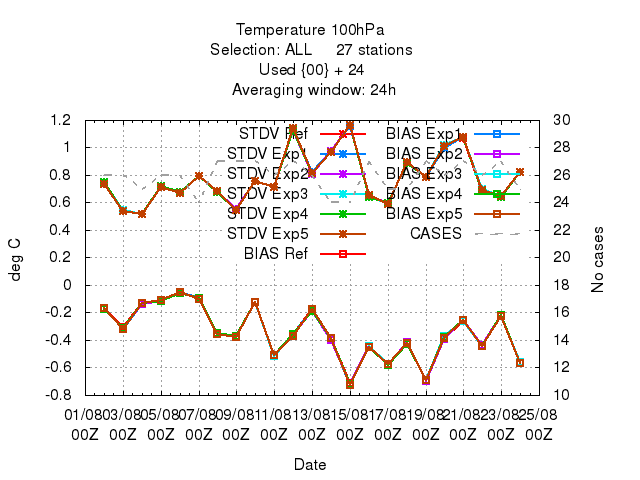 Temperature 100hPa
Selection: ALL 27 stations
Used {00} + 24
Averaging window: 24h
1.2
1
0.8
0.6
0.4
0.2
0
-0.2
-0.4
-0.6
-0.8
deg C
30
28
26
24
22
20
18
16
14
12
10
No cases
STDV Ref
STDV Exp1
STDV Exp2
STDV Exp3
STDV Exp4
STDV Exp5
BIAS Ref
BIAS Exp1
BIAS Exp2
BIAS Exp3
BIAS Exp4
BIAS Exp5
CASES
01/08 03/08 05/08 07/08 09/08 11/08 13/08 15/08 17/08 19/08 21/08 23/08 25/08
00Z 00Z 00Z 00Z 00Z 00Z 00Z 00Z 00Z 00Z 00Z 00Z 00Z
Date